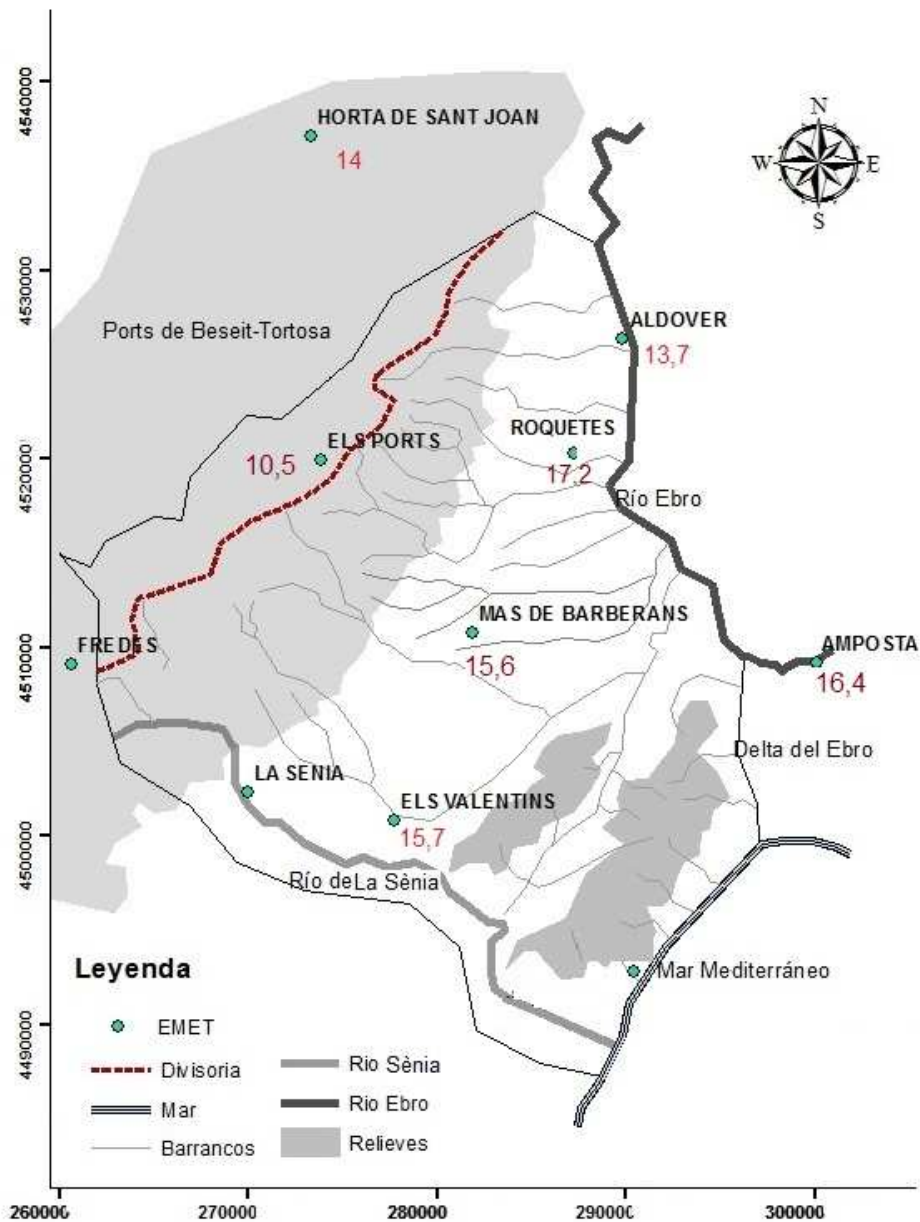 4540000
HORTA DE SANT JOAN
14
N
W
E
S
4530000
Ports de Beseit-Tortosa
ALDOVER
13,7
ROQUETES
17,2
ELS PORTS
10,5
4520000
Río Ebro
MAS DE BARBERANS
15,6
FREDES
4510000
AMPOSTA
16,4
Delta del Ebro
LA SENIA
ELS VALENTINS
15,7
4500000
Río de La Sènia
Mar Mediterráneo
Leyenda
EMET
Divisoria
Mar
Barrancos
Rio Sènia
Rio Ebro
Relieves
4490000
260000
270000
280000
290000
300000